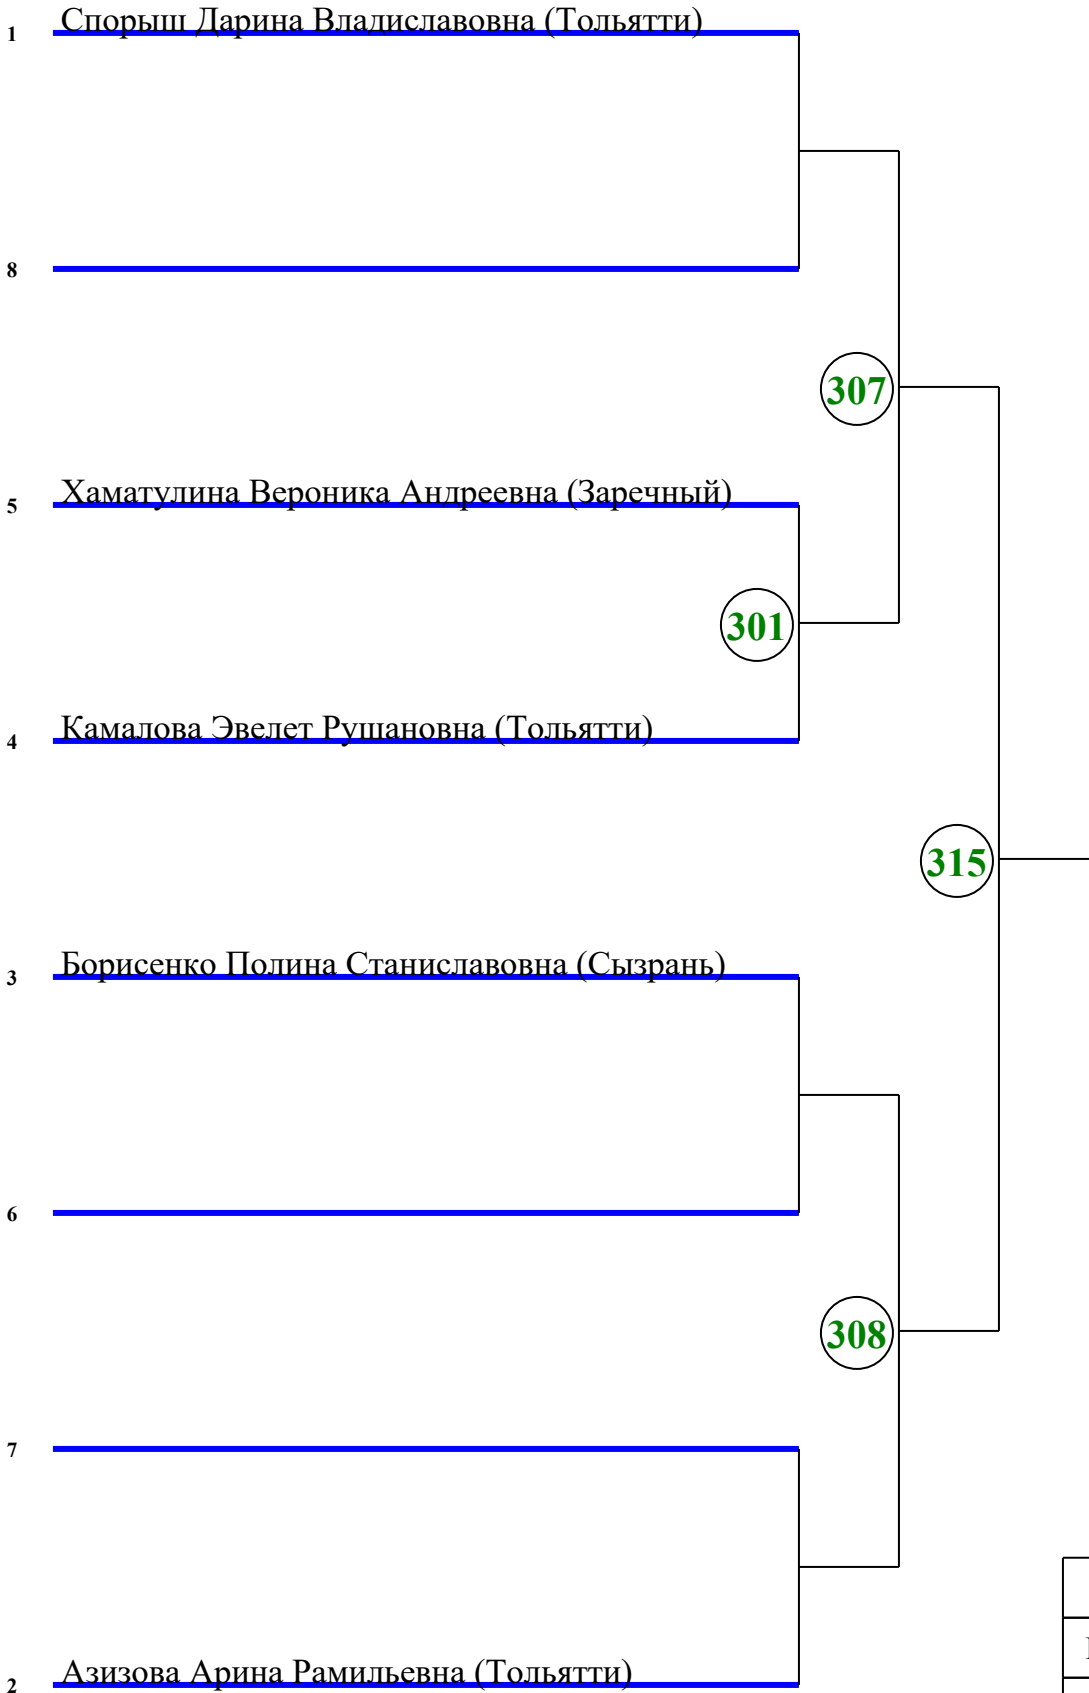 1 Спорыш Дарина Владиславовна (Тольятти)
8
307
5 Хаматулина Вероника Андреевна (Заречный)
301
4 Камалова Эвелет Рушановна (Тольятти)
315
3 Борисенко Полина Станиславовна (Сызрань)
6
308
7
2 Азизова Арина Рамильевна (Тольятти)